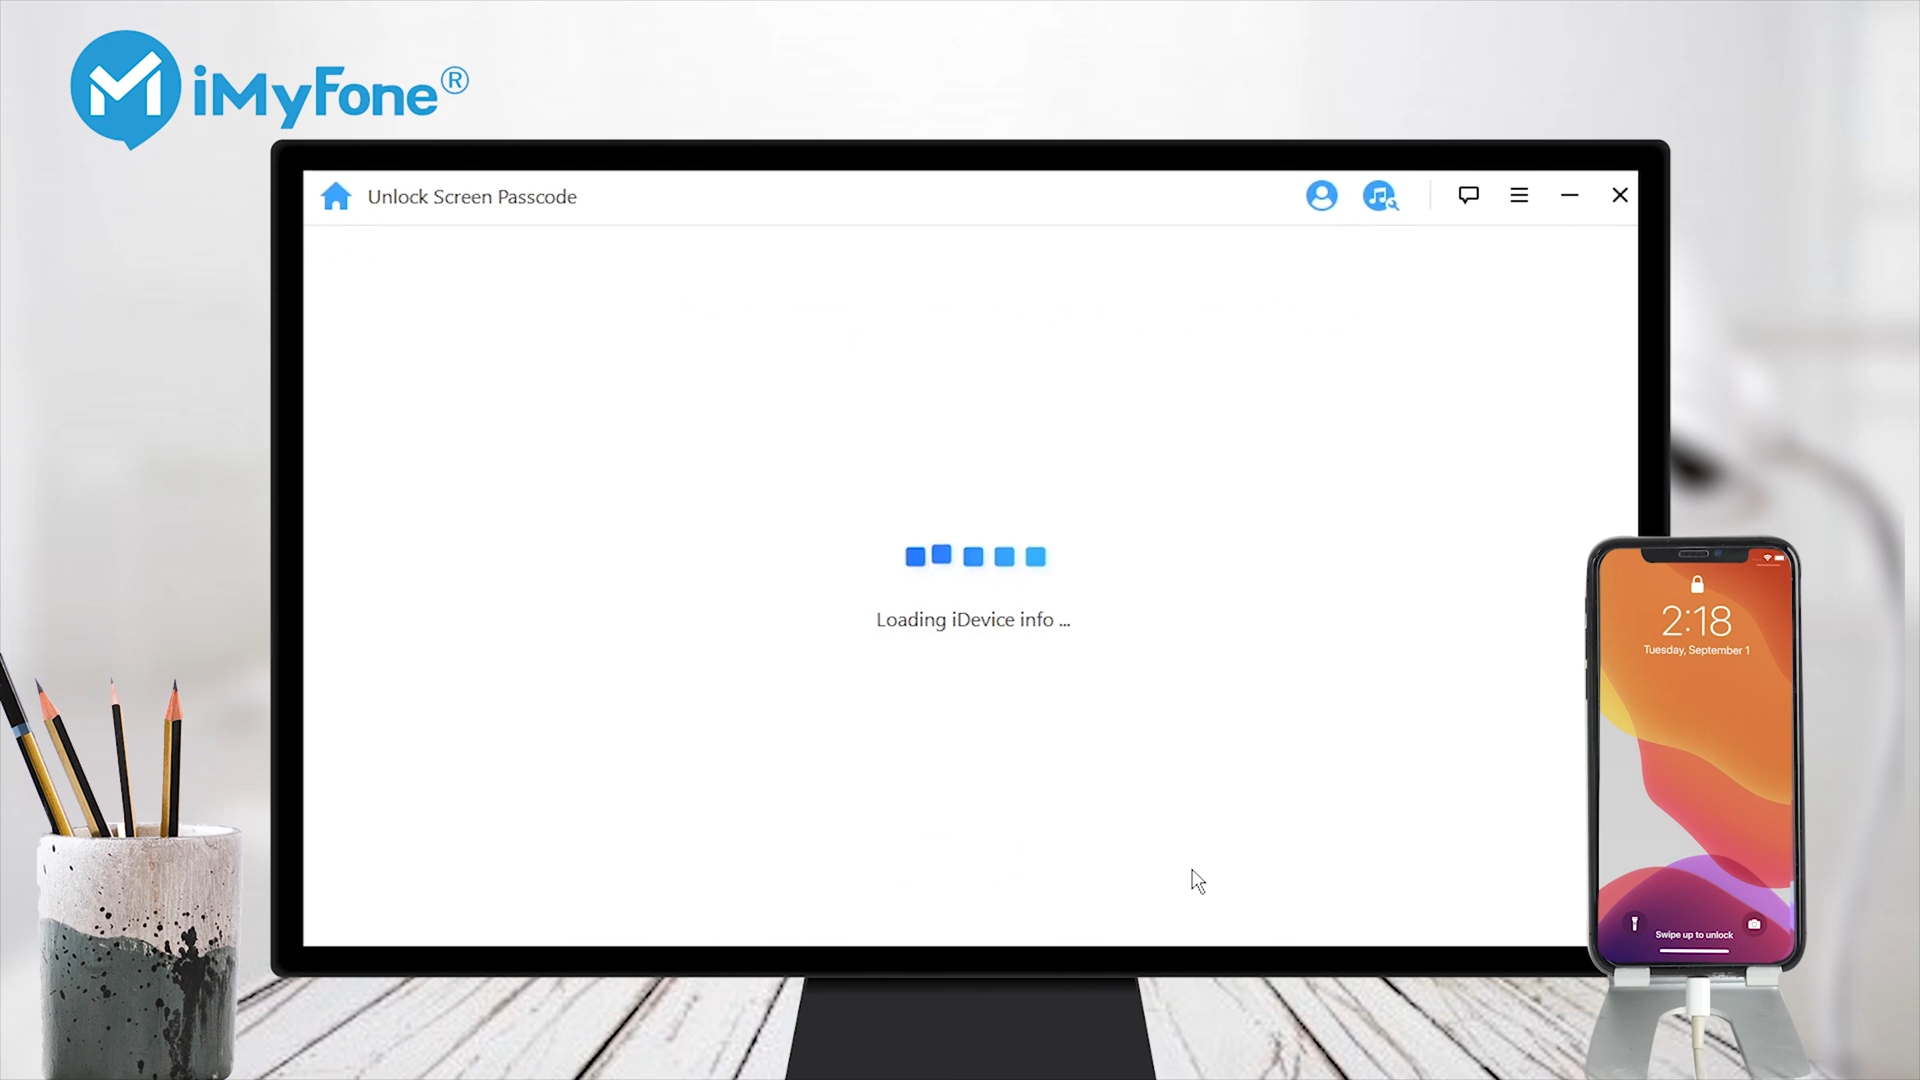 iMyFone®
Unlock Screen Passcode
Loading iDevice info ...
2:18
Tuesday, September 1
Swipe up to unlock